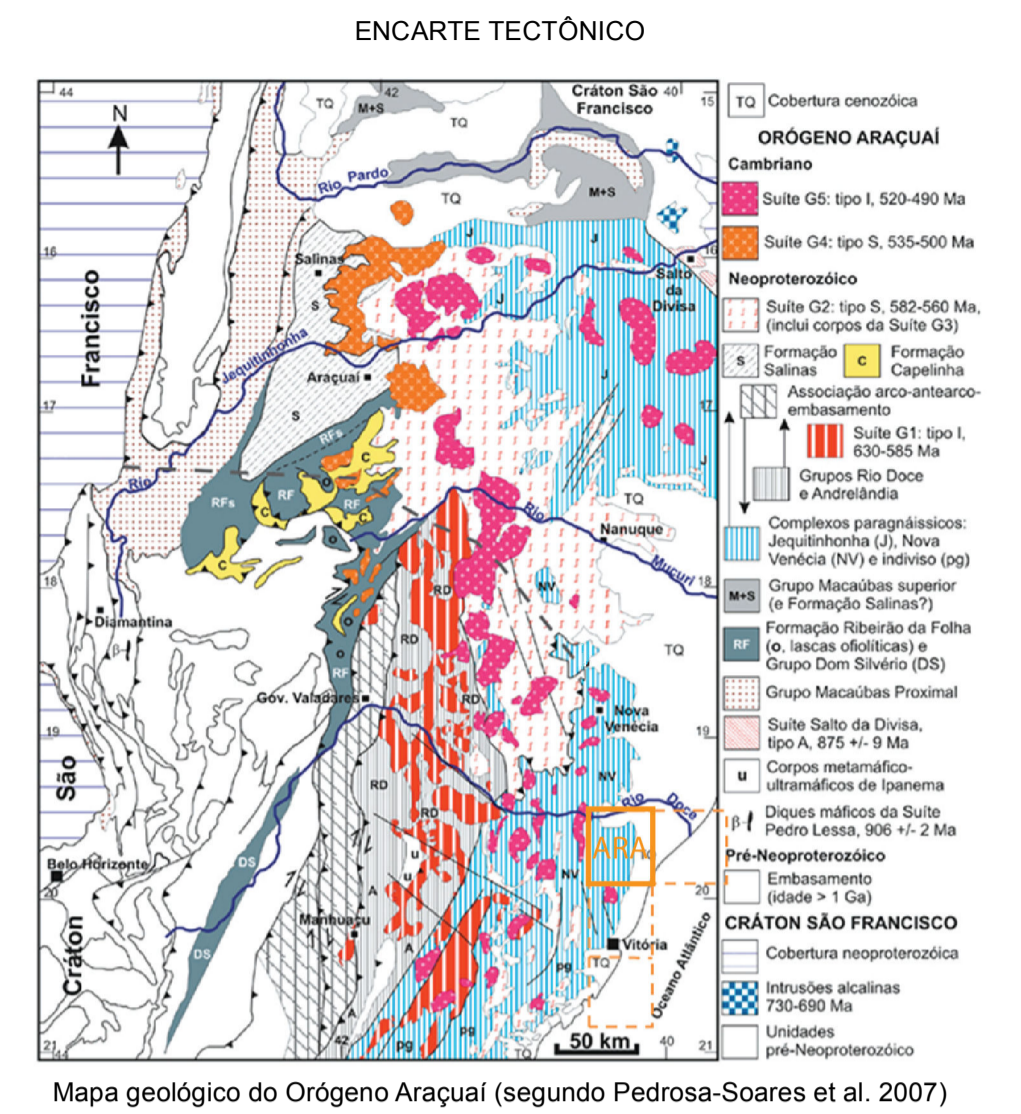 ENCARTE TECTÔNICO
44
42
Cráton São
Francisco
40
15
N
TQ
M+S
TQ
Rio Pardo
TQ
M+S
J
J
16
Salinas
S
J
16
Salto
da
Divisa
Francisco
Jequitinhonha
Araçuaí
J
17
S
RFs
17
C
J
Rio
RFs
RF
O
RF
C
C
TQ
Rio
Nanuque
Mucuri
O
C
18
RD
NV
18
Diamantina
β
O
RD
TQ
O
RF
Gov. Valadares
RD
Nova
Venécia
19
19
São
RD
NV
Rio Doce
RD
ARA
TQ
Belo Horizonte
20
DS
u
u
NV
20
A
Manhuaçu
Cráton
DS
A
Vitória
TQ
pg
Oceano Atlântico
A
pg
pg
21
44
42
TQ
50 km
40
21
TQ Cobertura cenozóica
ORÓGENO ARAÇUAÍ
Cambriano
Suíte G5: tipo I, 520-490 Ma
Suíte G4: tipo S, 535-500 Ma
Neoproterozóico
Suíte G2: tipo S, 582-560 Ma,
(inclui corpos da Suíte G3)
S Formação
Salinas
C Formação
Capelinha
Associação arco-antearco-
embasamento
Suíte G1: tipo I,
630-585 Ma
Grupos Rio Doce
e Andrelândia
Complexos paragnáissicos:
Jequitinhonha (J), Nova
Venécia (NV) e indiviso (pg)
M+S Grupo Macaúbas superior
(e Formação Salinas?)
RF Formação Ribeirão da Folha
(o, lascas ofiolíticas) e
Grupo Dom Silvério (DS)
Grupo Macaúbas Proximal
Suíte Salto da Divisa,
tipo A, 875 +/- 9 Ma
u Corpos metamáfico-
ultramáficos de Ipanema
β Diques máficos da Suíte
Pedro Lessa, 906 +/- 2 Ma
Pré-Neoproterozóico
Embasamento
(idade > 1 Ga)
CRÁTON SÃO FRANCISCO
Cobertura neoproterozóica
Intrusões alcalinas
730-690 Ma
Unidades
pré-Neoproterozóico
Mapa geológico do Orógeno Araçuaí (segundo Pedrosa-Soares et al. 2007)